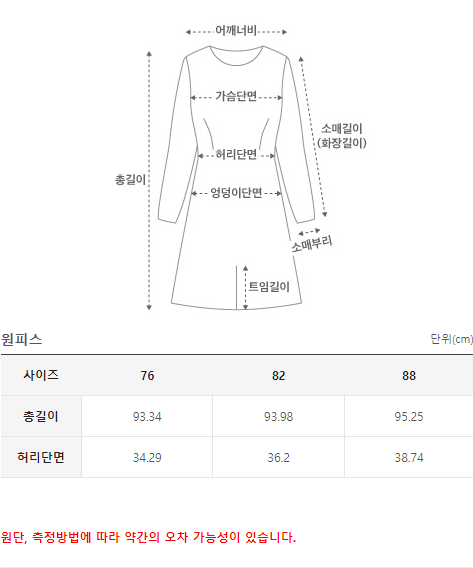 어깨너비
가슴단면
소매길이
(화장길이)
허리단면
총길이
엉덩이단면
소매부리
트임길이
원피스
단위(cm)
사이즈 76 82 88
총길이 93.34 93.98 95.25
허리단면 34.29 36.2 38.74
원단, 측정방법에 따라 약간의 오차 가능성이 있습니다.